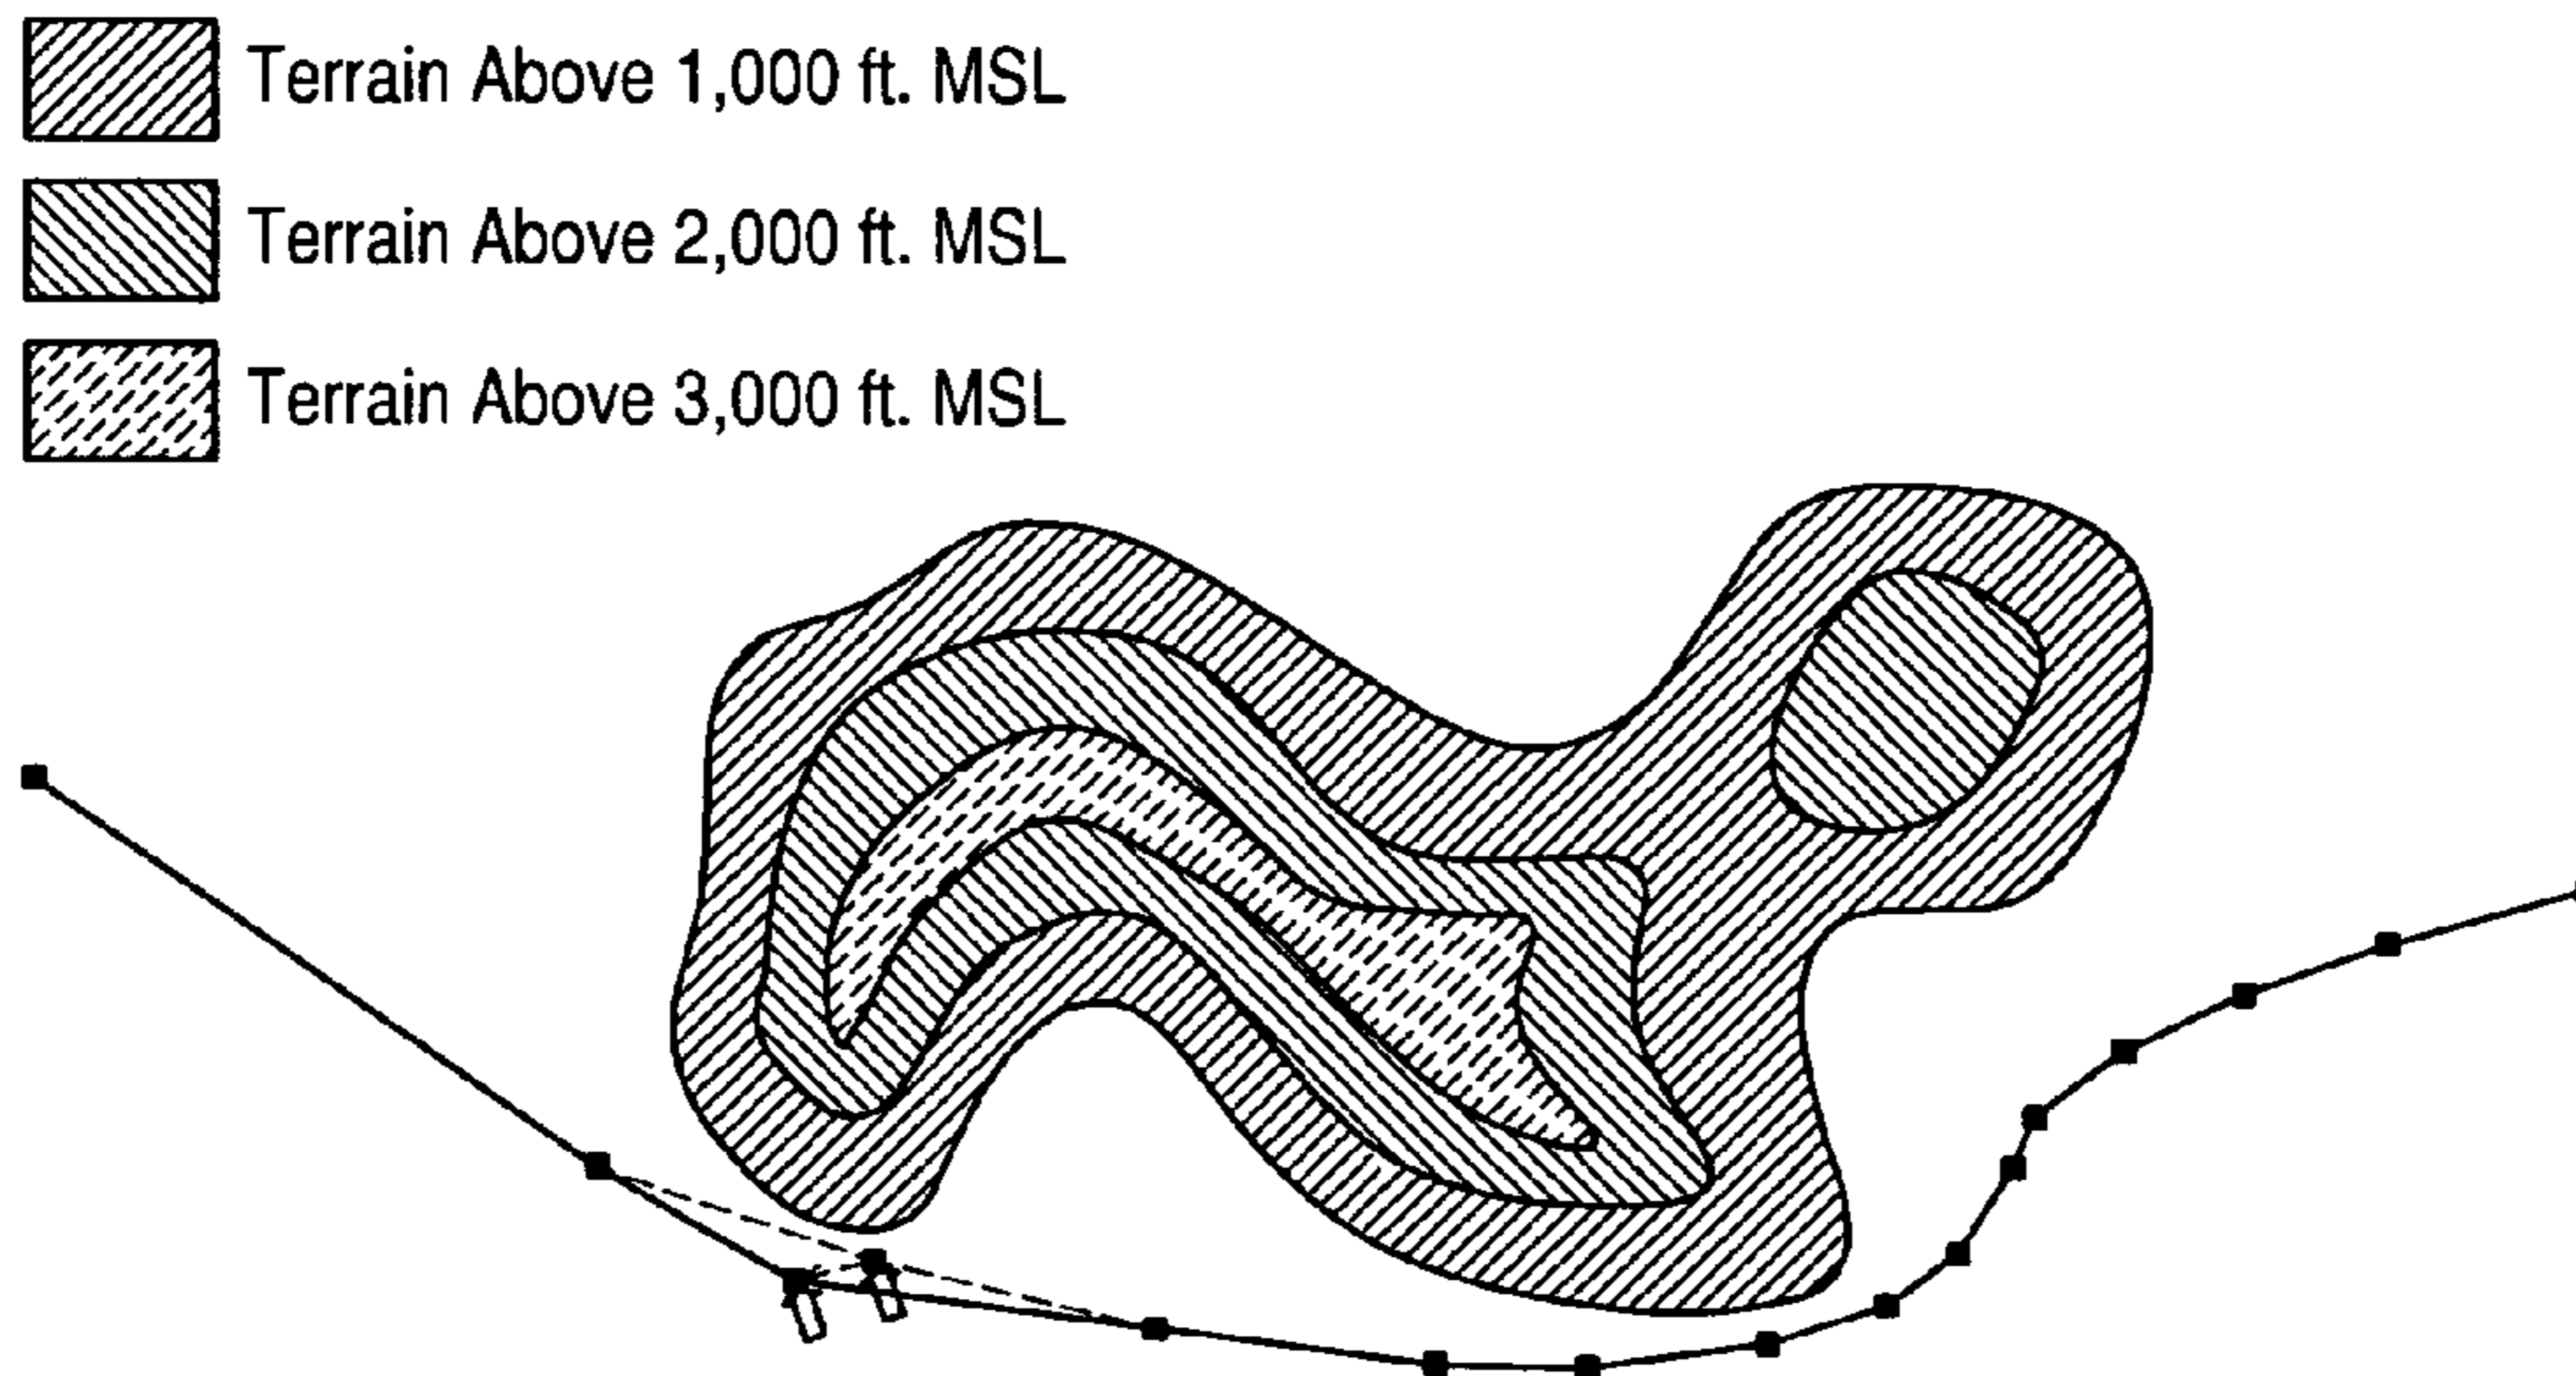 Terrain Above 1,000 ft. MSL
Terrain Above 2,000 ft. MSL
Terrain Above 3,000 ft. MSL